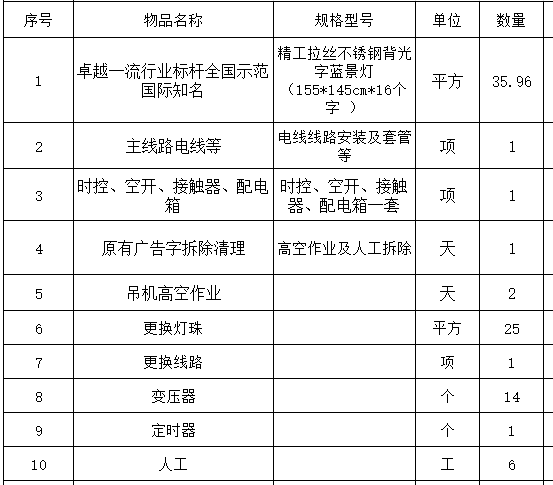 序号 物品名称 规格型号 单位 数量
1 卓越一流行业标杆全国示范国际知名 精工拉丝不锈钢背光字蓝景灯（155*145cm*16个字 ） 平方 35.96
2 主线路电线等 电线线路安装及套管等 项 1
3 时控、空开、接触器、配电箱 时控、空开、接触器、配电箱一套 项 1
4 原有广告字拆除清理 高空作业及人工拆除 天 1
5 吊机高空作业 天 2
6 更换灯珠 平方 25
7 更换线路 项 1
8 变压器 个 14
9 定时器 个 1
10 人工 工 6